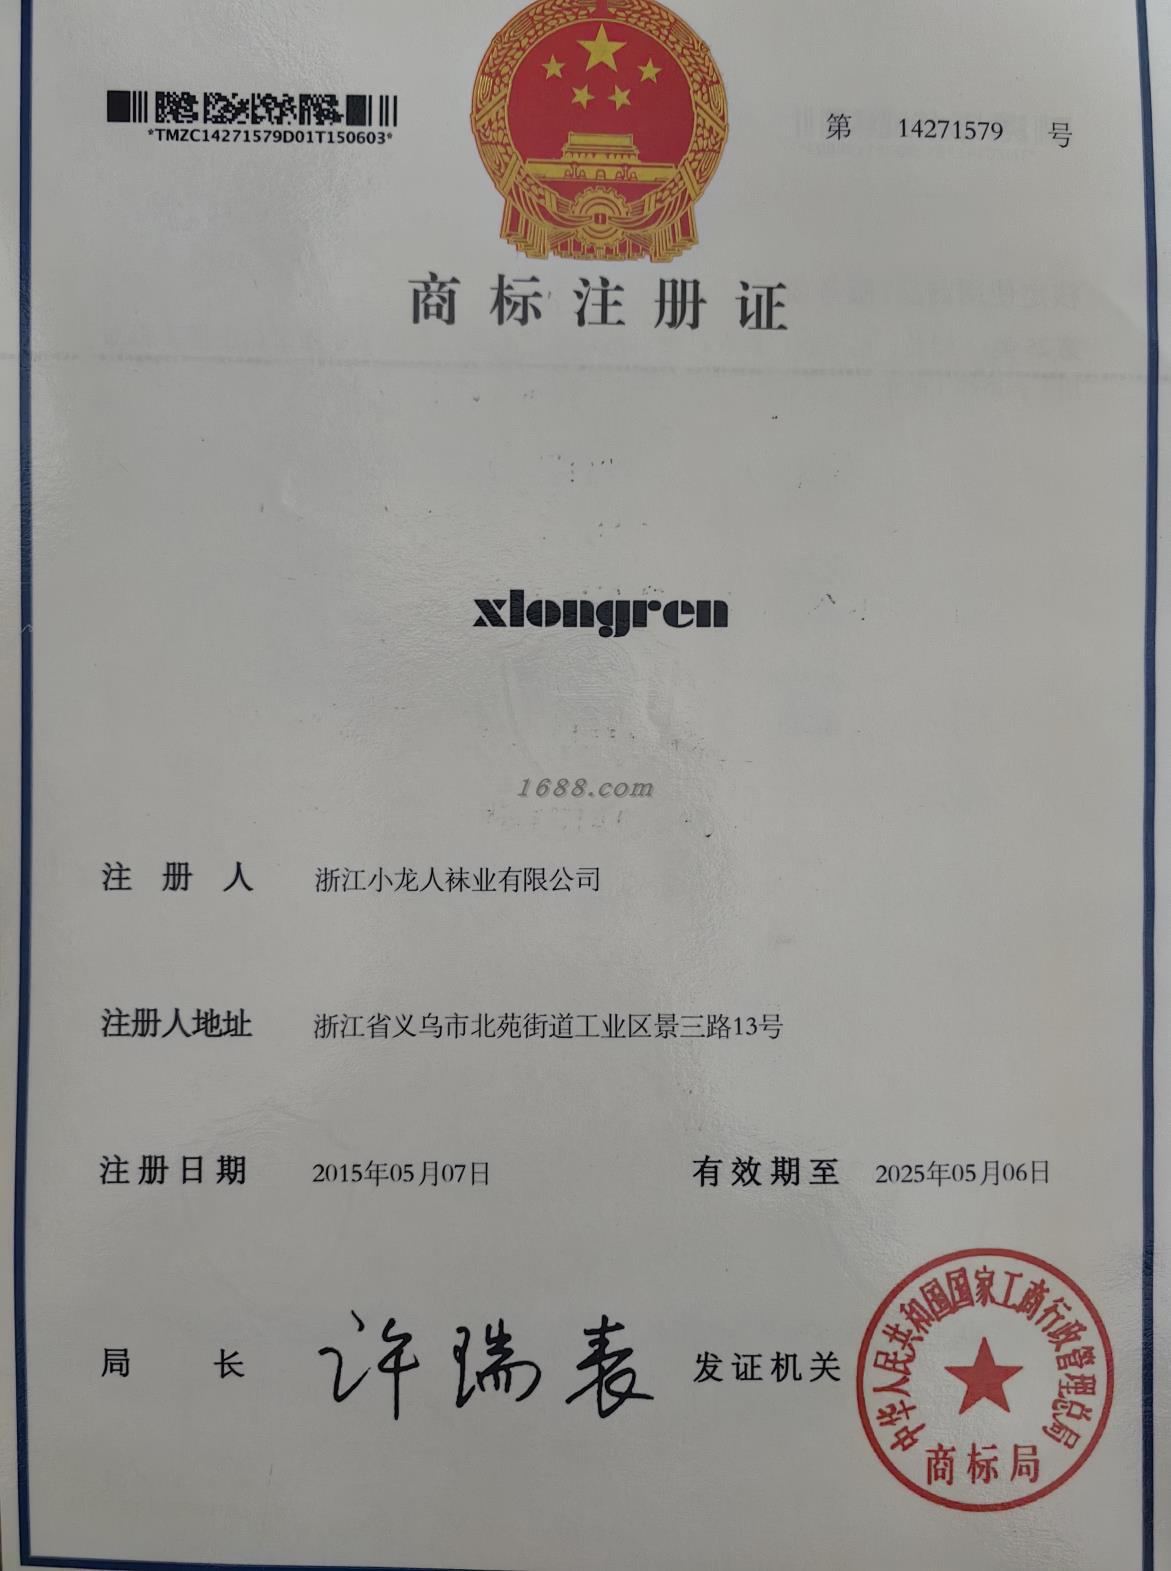 *TMZC14271579D01T150603*
第 14271579 号
商标注册证
xlongren
1688.com
注册人 浙江小龙人袜业有限公司
注册人地址 浙江省义乌市北苑街道工业区景三路13号
注册日期 2015年05月07日 有效期至 2025年05月06日
局长 许瑞表 发证机关
中华人民共和国国家工商行政管理总局
商标局